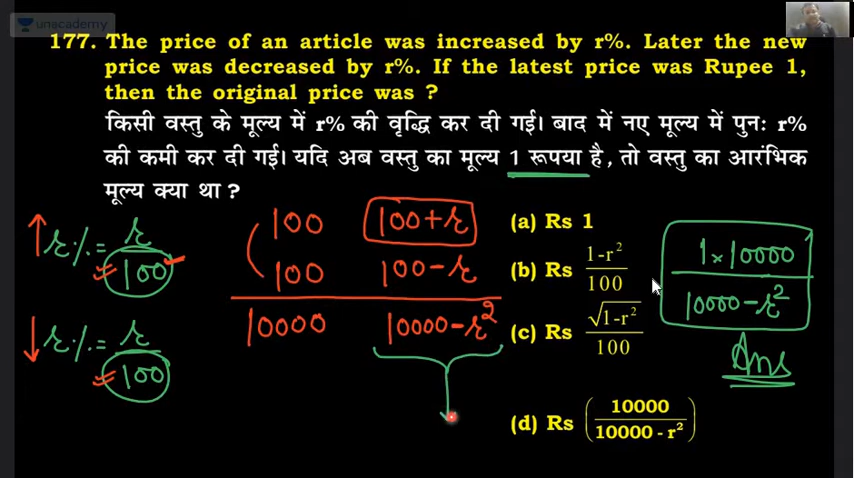 unacademy
177. The price of an article was increased by r%. Later the new
price was decreased by r%. If the latest price was Rupee 1,
then the original price was ?
किसी वस्तु के मूल्य में r% की वृद्धि कर दी गई। बाद में नए मूल्य में पुनः r%
की कमी कर दी गई। यदि अब वस्तु का मूल्य 1 रूपया है, तो वस्तु का आरंभिक
मूल्य क्या था ?
↑ r% = r/100
↓ r% = r/100
100 100+r
100 100-r
10000 10000-r²
(a) Rs 1
(b) Rs 1-r²/100
(c) Rs √1-r²/100
(d) Rs (10000/10000 - r²)
1×10000/10000-r²
Ans